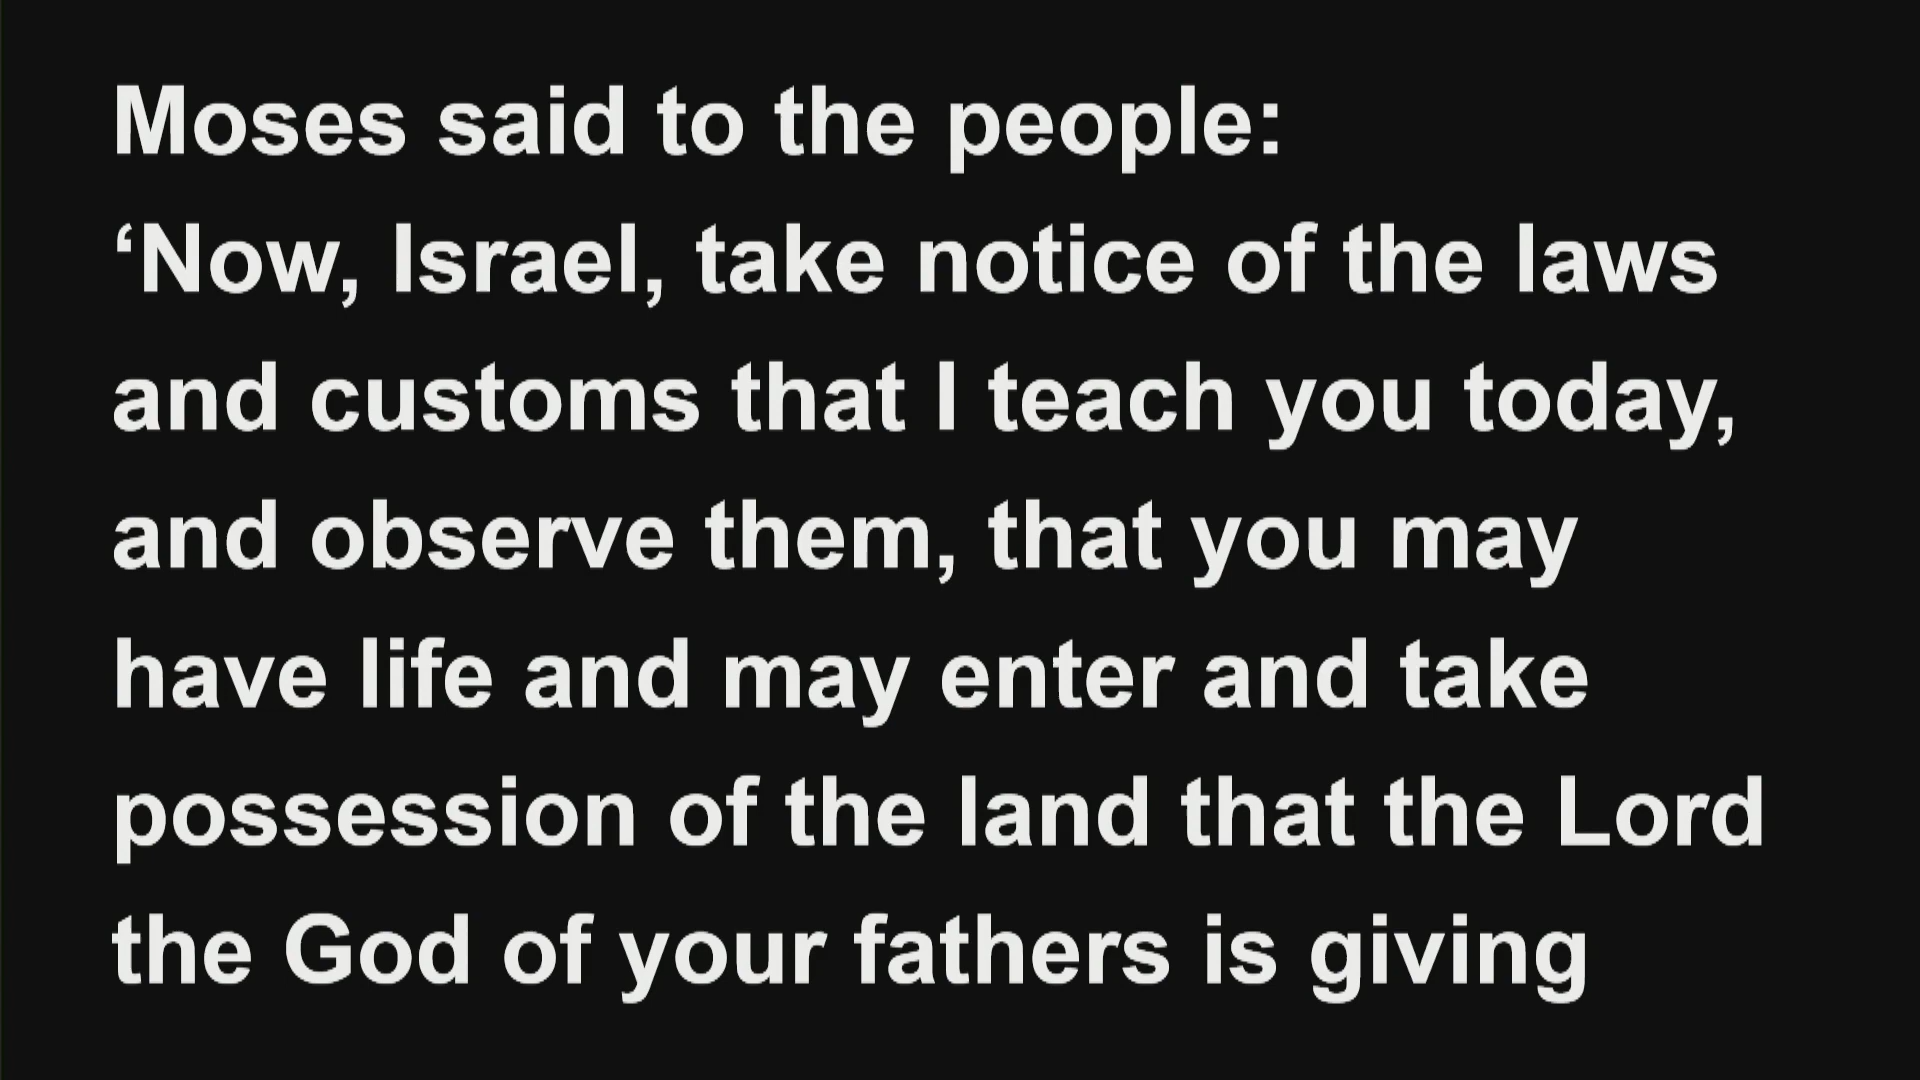 Moses said to the people:
‘Now, Israel, take notice of the laws
and customs that I teach you today,
and observe them, that you may
have life and may enter and take
possession of the land that the Lord
the God of your fathers is giving